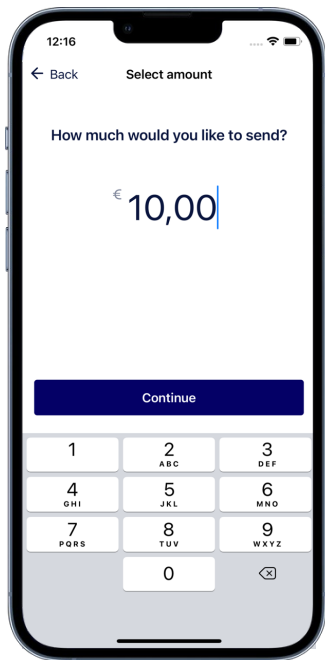 12:16
Back
Select amount
How much would you like to send?
€ 10,00
Continue
1
2
ABC
3
DEF
4
GHI
5
JKL
6
MNO
7
PQRS
8
TUV
9
WXYZ
0